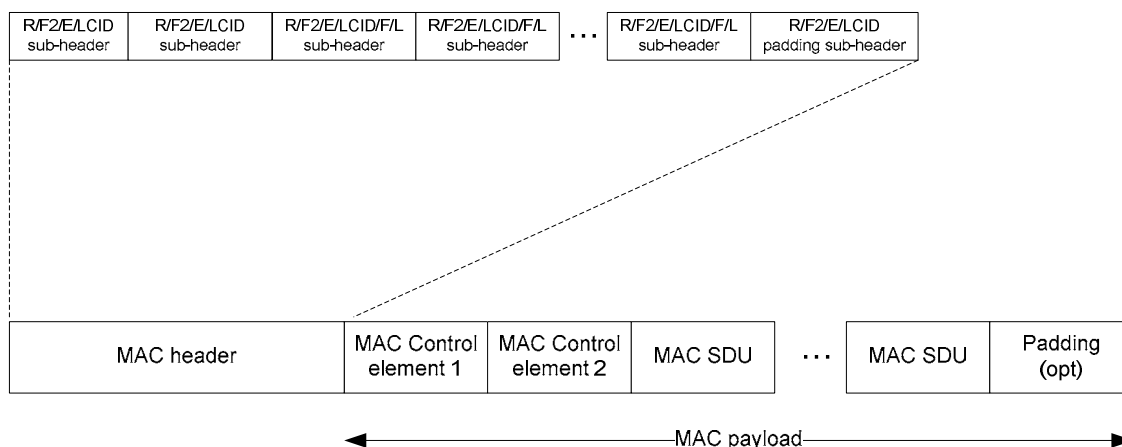 R/F2/E/LCID
sub-header
R/F2/E/LCID
sub-header
R/F2/E/LCID/F/L
sub-header
R/F2/E/LCID/F/L
sub-header
...
R/F2/E/LCID/F/L
sub-header
R/F2/E/LCID
padding sub-header
MAC header
MAC Control
element 1
MAC Control
element 2
MAC SDU
...
MAC SDU
Padding
(opt)
MAC payload